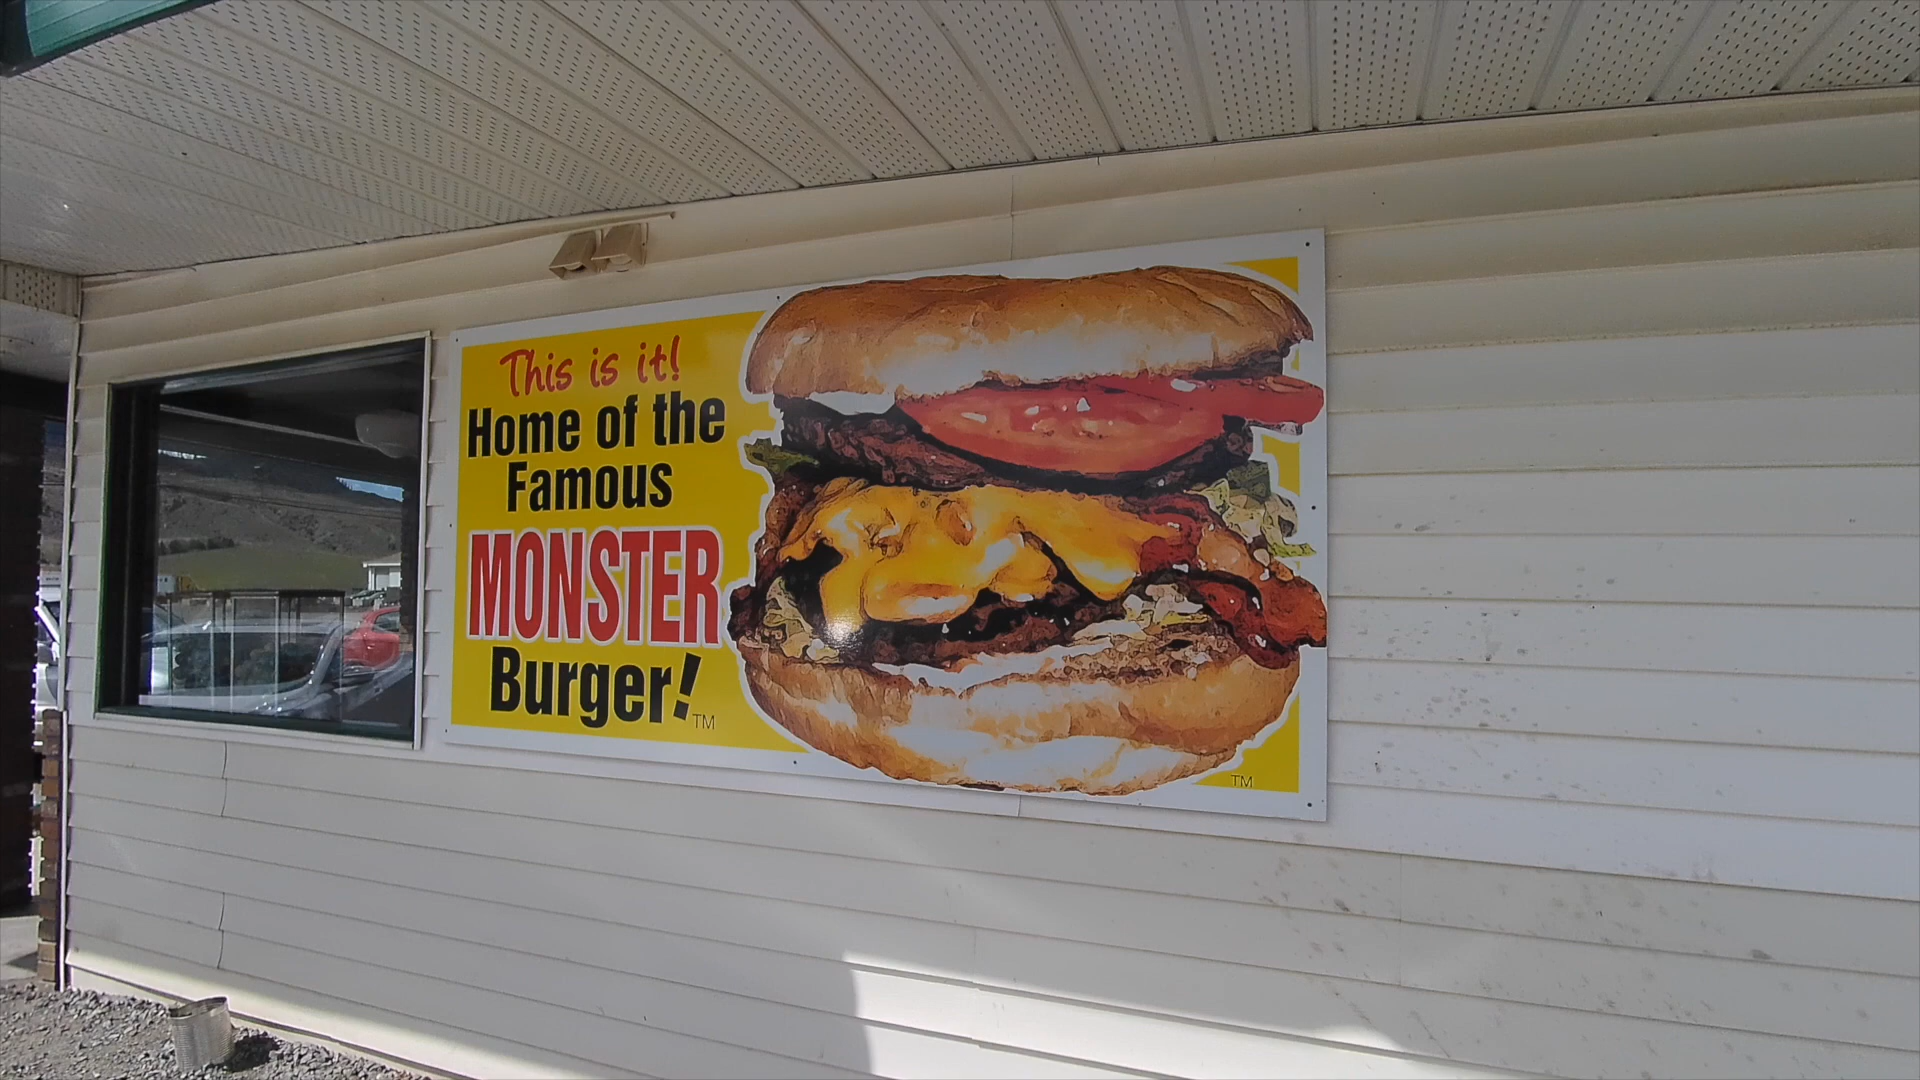 This is it!
Home of the
Famous
MONSTER
Burger!™
™